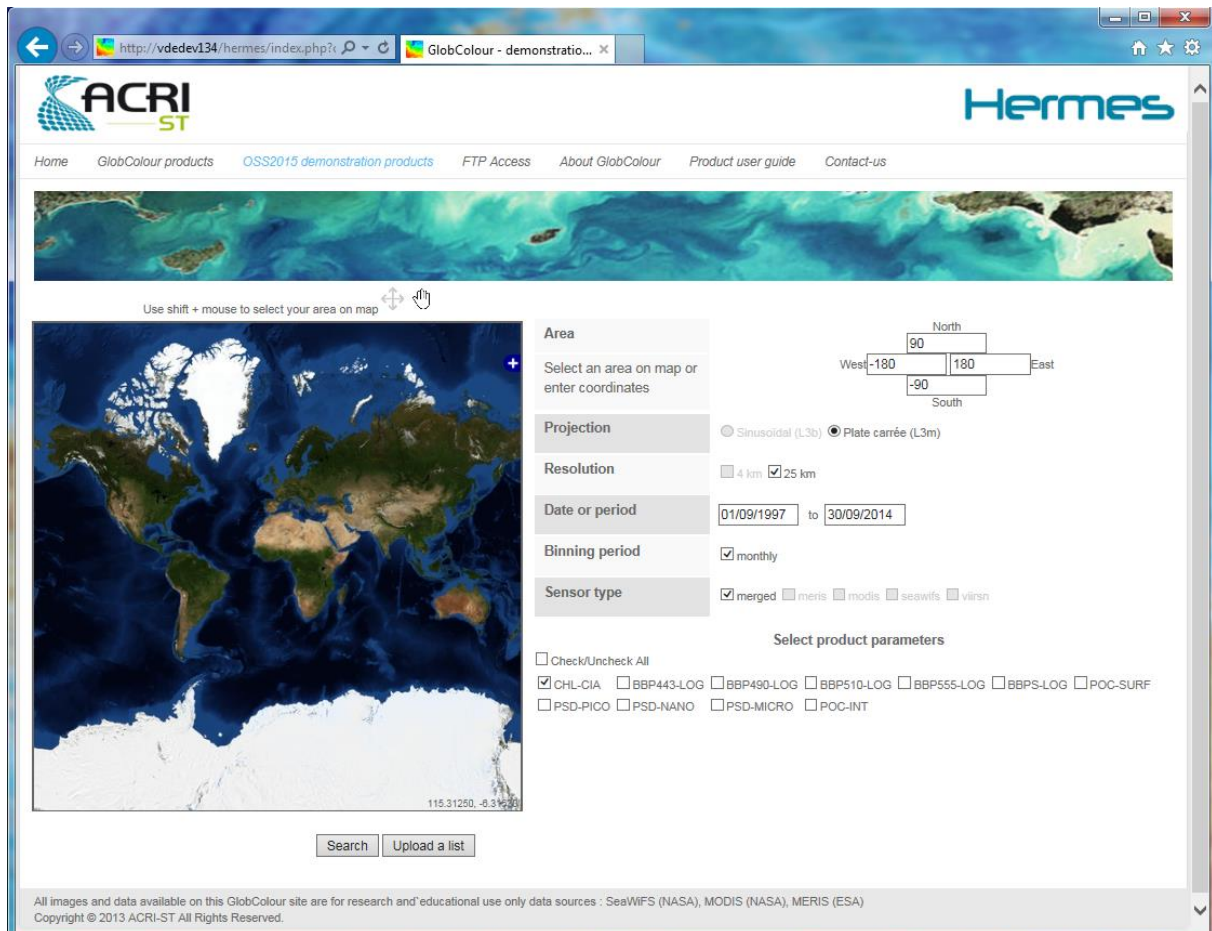 http://vdedev134/hermes/index.php?
GlobColour - demonstratio...
ACRI
ST
Hermes
Home GlobColour products OSS2015 demonstration products FTP Access About GlobColour Product user guide Contact-us
Use shift + mouse to select your area on map
Area
Select an area on map or
enter coordinates
North
90
West -180 180 East
-90
South
Projection
Sinusoïdal (L3b) Plate carrée (L3m)
Resolution
4 km 25 km
Date or period
01/09/1997 to 30/09/2014
Binning period
monthly
Sensor type
merged meris modis seawifs viirsn
Select product parameters
Check/Uncheck All
CHL-CIA BBP443-LOG BBP490-LOG BBP510-LOG BBP555-LOG BBPS-LOG POC-SURF
PSD-PICO PSD-NANO PSD-MICRO POC-INT
115.31250,
Search Upload a list
All images and data available on this GlobColour site are for research and`educational use only data sources : SeaWiFS (NASA), MODIS (NASA), MERIS (ESA)
Copyright © 2013 ACRI-ST All Rights Reserved.